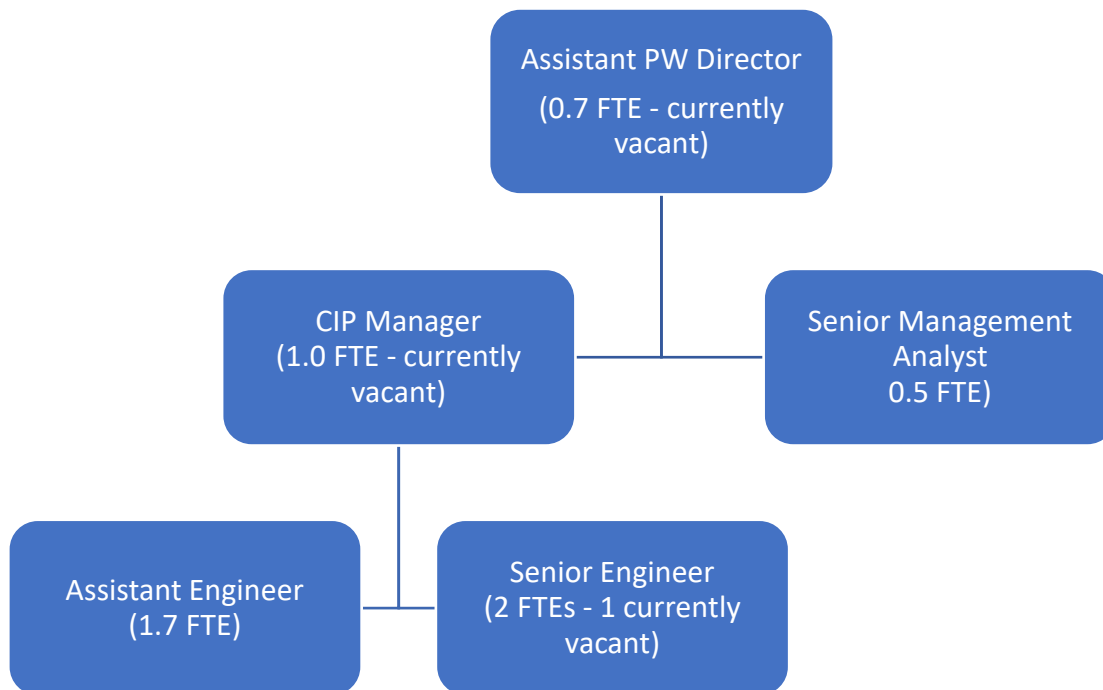 Assistant PW Director
(0.7 FTE - currently
vacant)
CIP Manager
(1.0 FTE - currently
vacant)
Senior Management
Analyst
0.5 FTE)
Assistant Engineer
(1.7 FTE)
Senior Engineer
(2 FTEs - 1 currently
vacant)